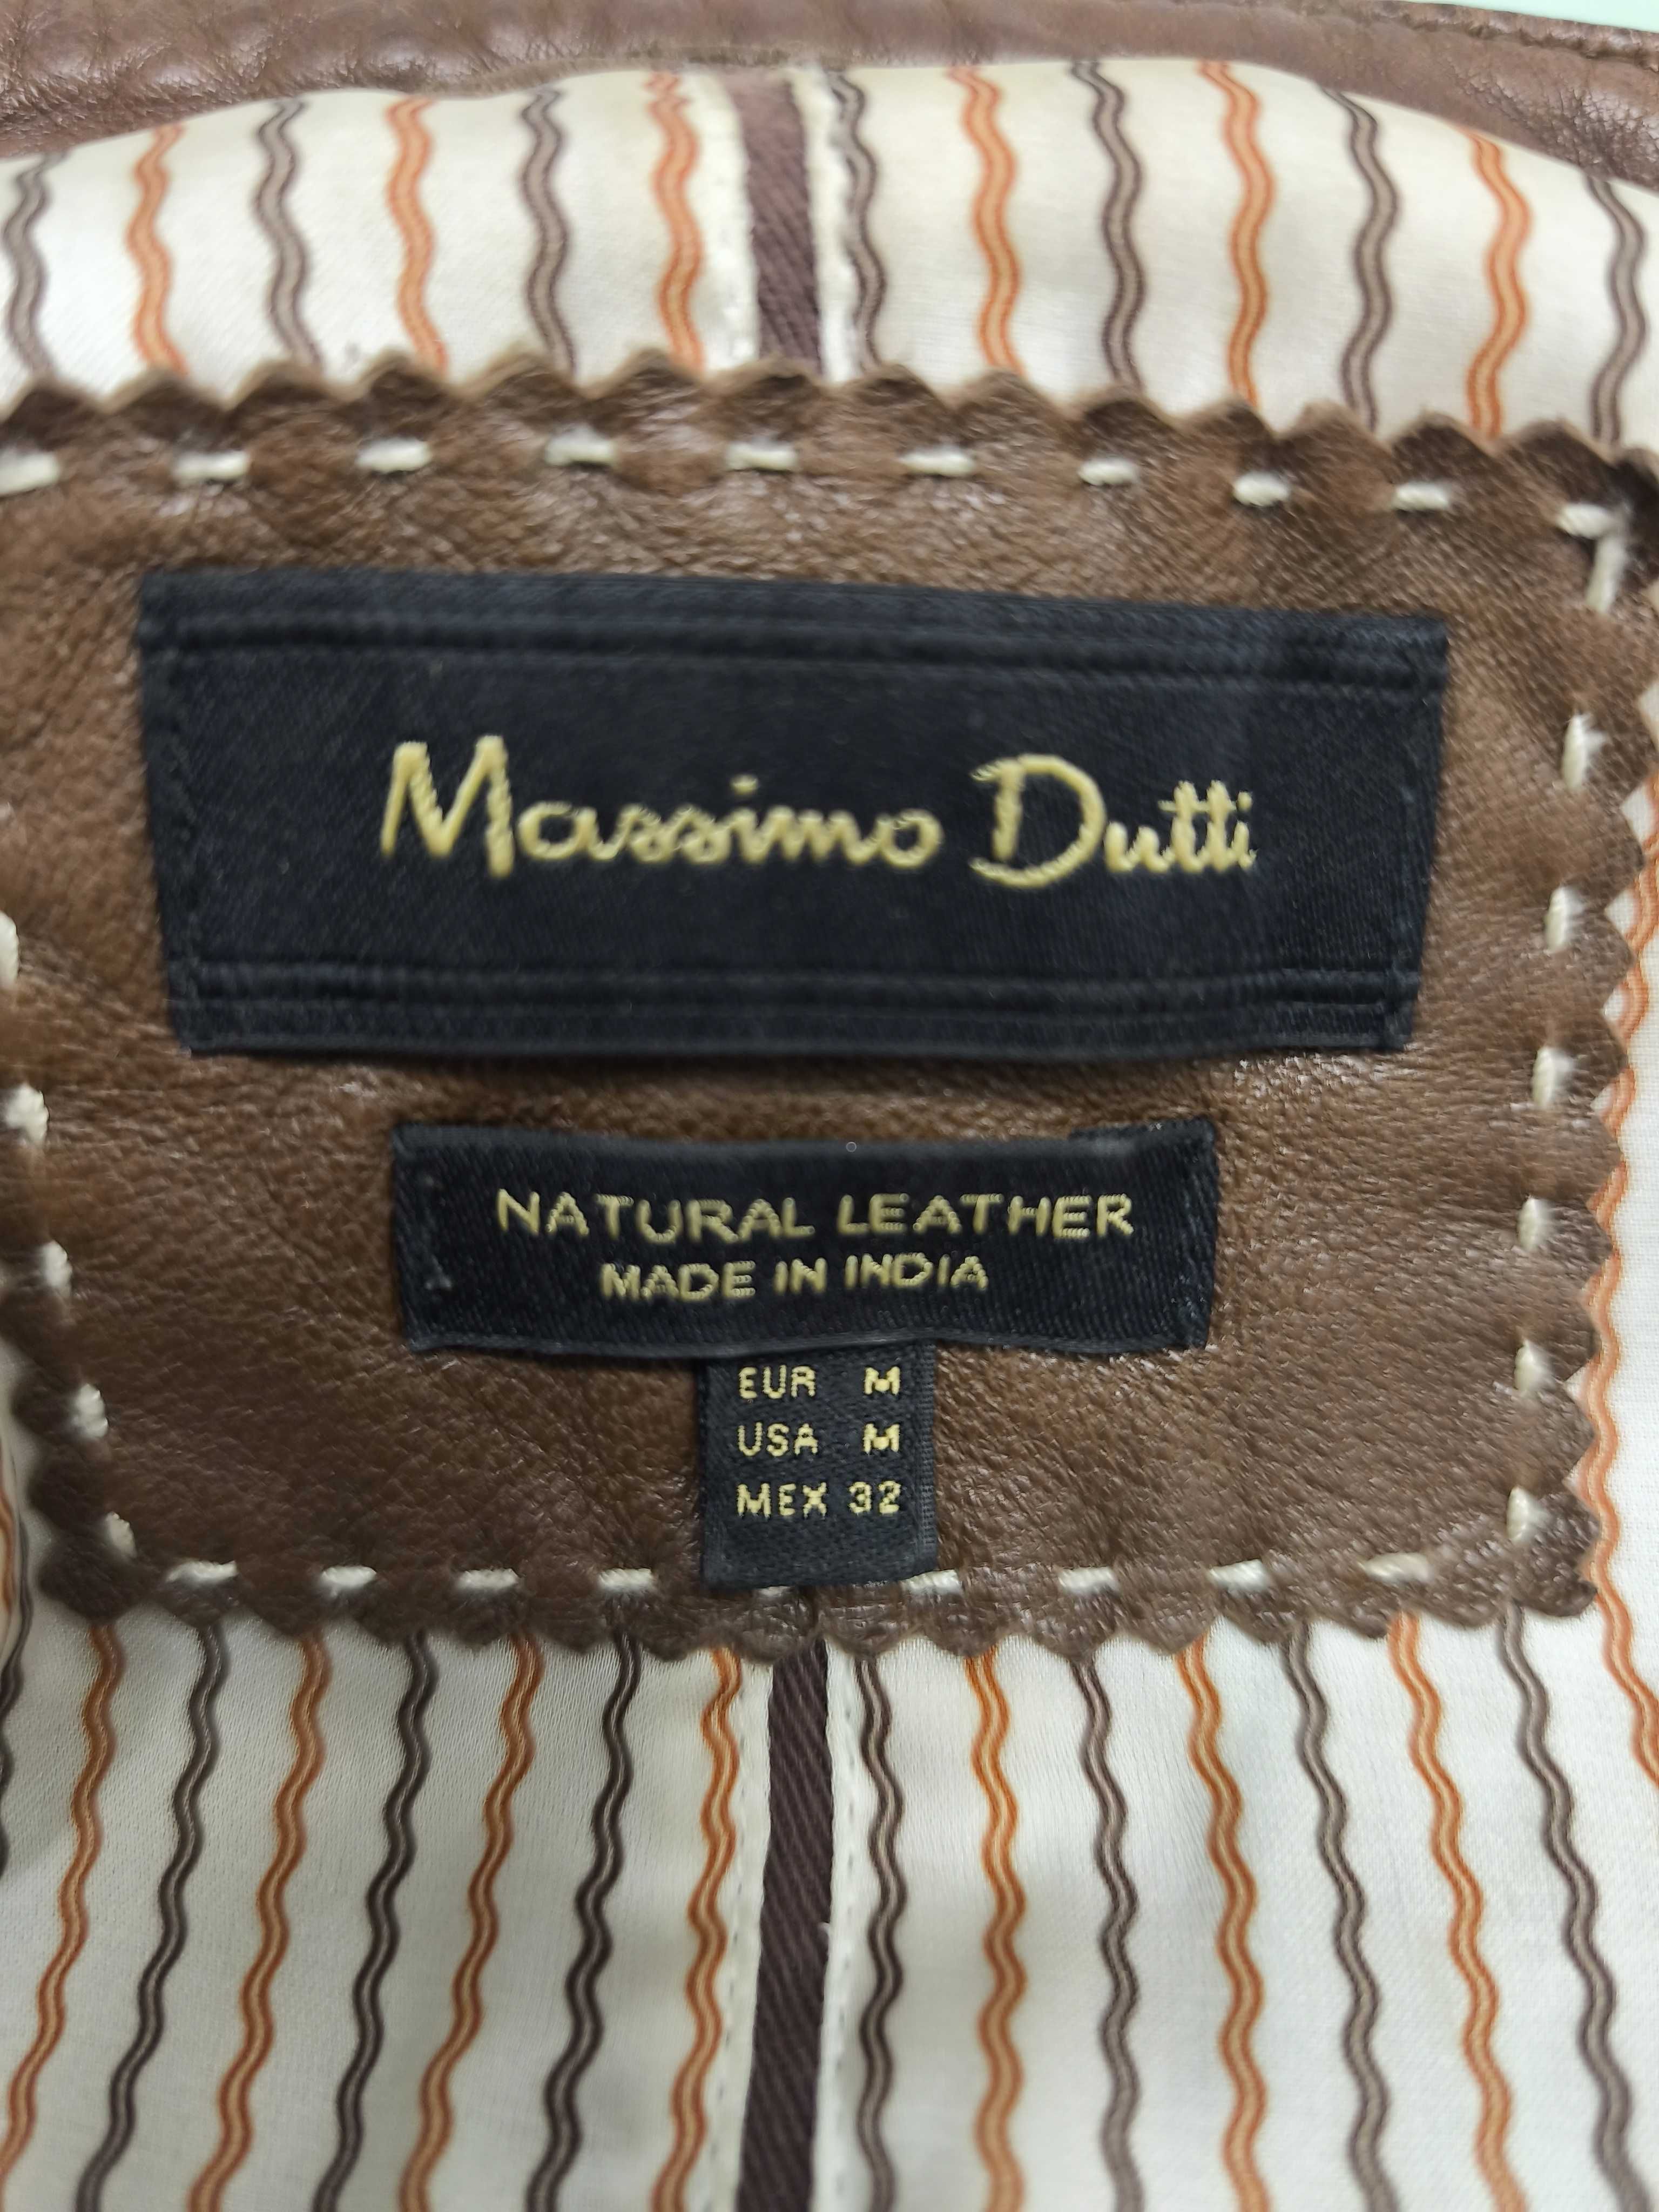 Massimo Dutti
NATURAL LEATHER
MADE IN INDIA
EUR M
USA M
MEX 32